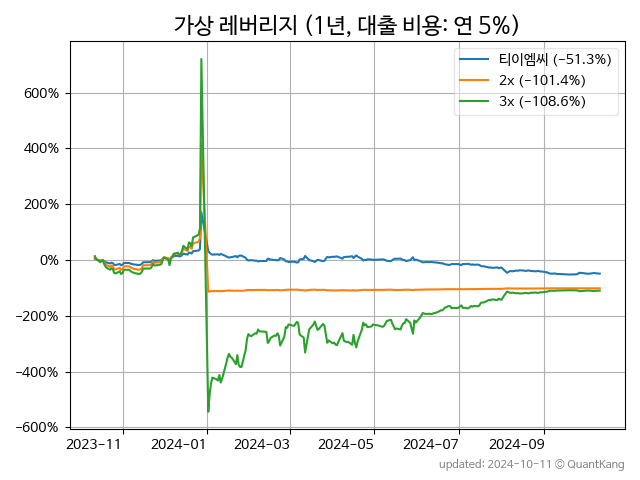 가상 레버리지 (1년, 대출 비용: 연 5%)
티이엠씨 (-51.3%)
2x (-101.4%)
3x (-108.6%)
600%
400%
200%
0%
−200%
−400%
−600%
2023-11 2024-01 2024-03 2024-05 2024-07 2024-09
updated: 2024-10-11 © QuantKang